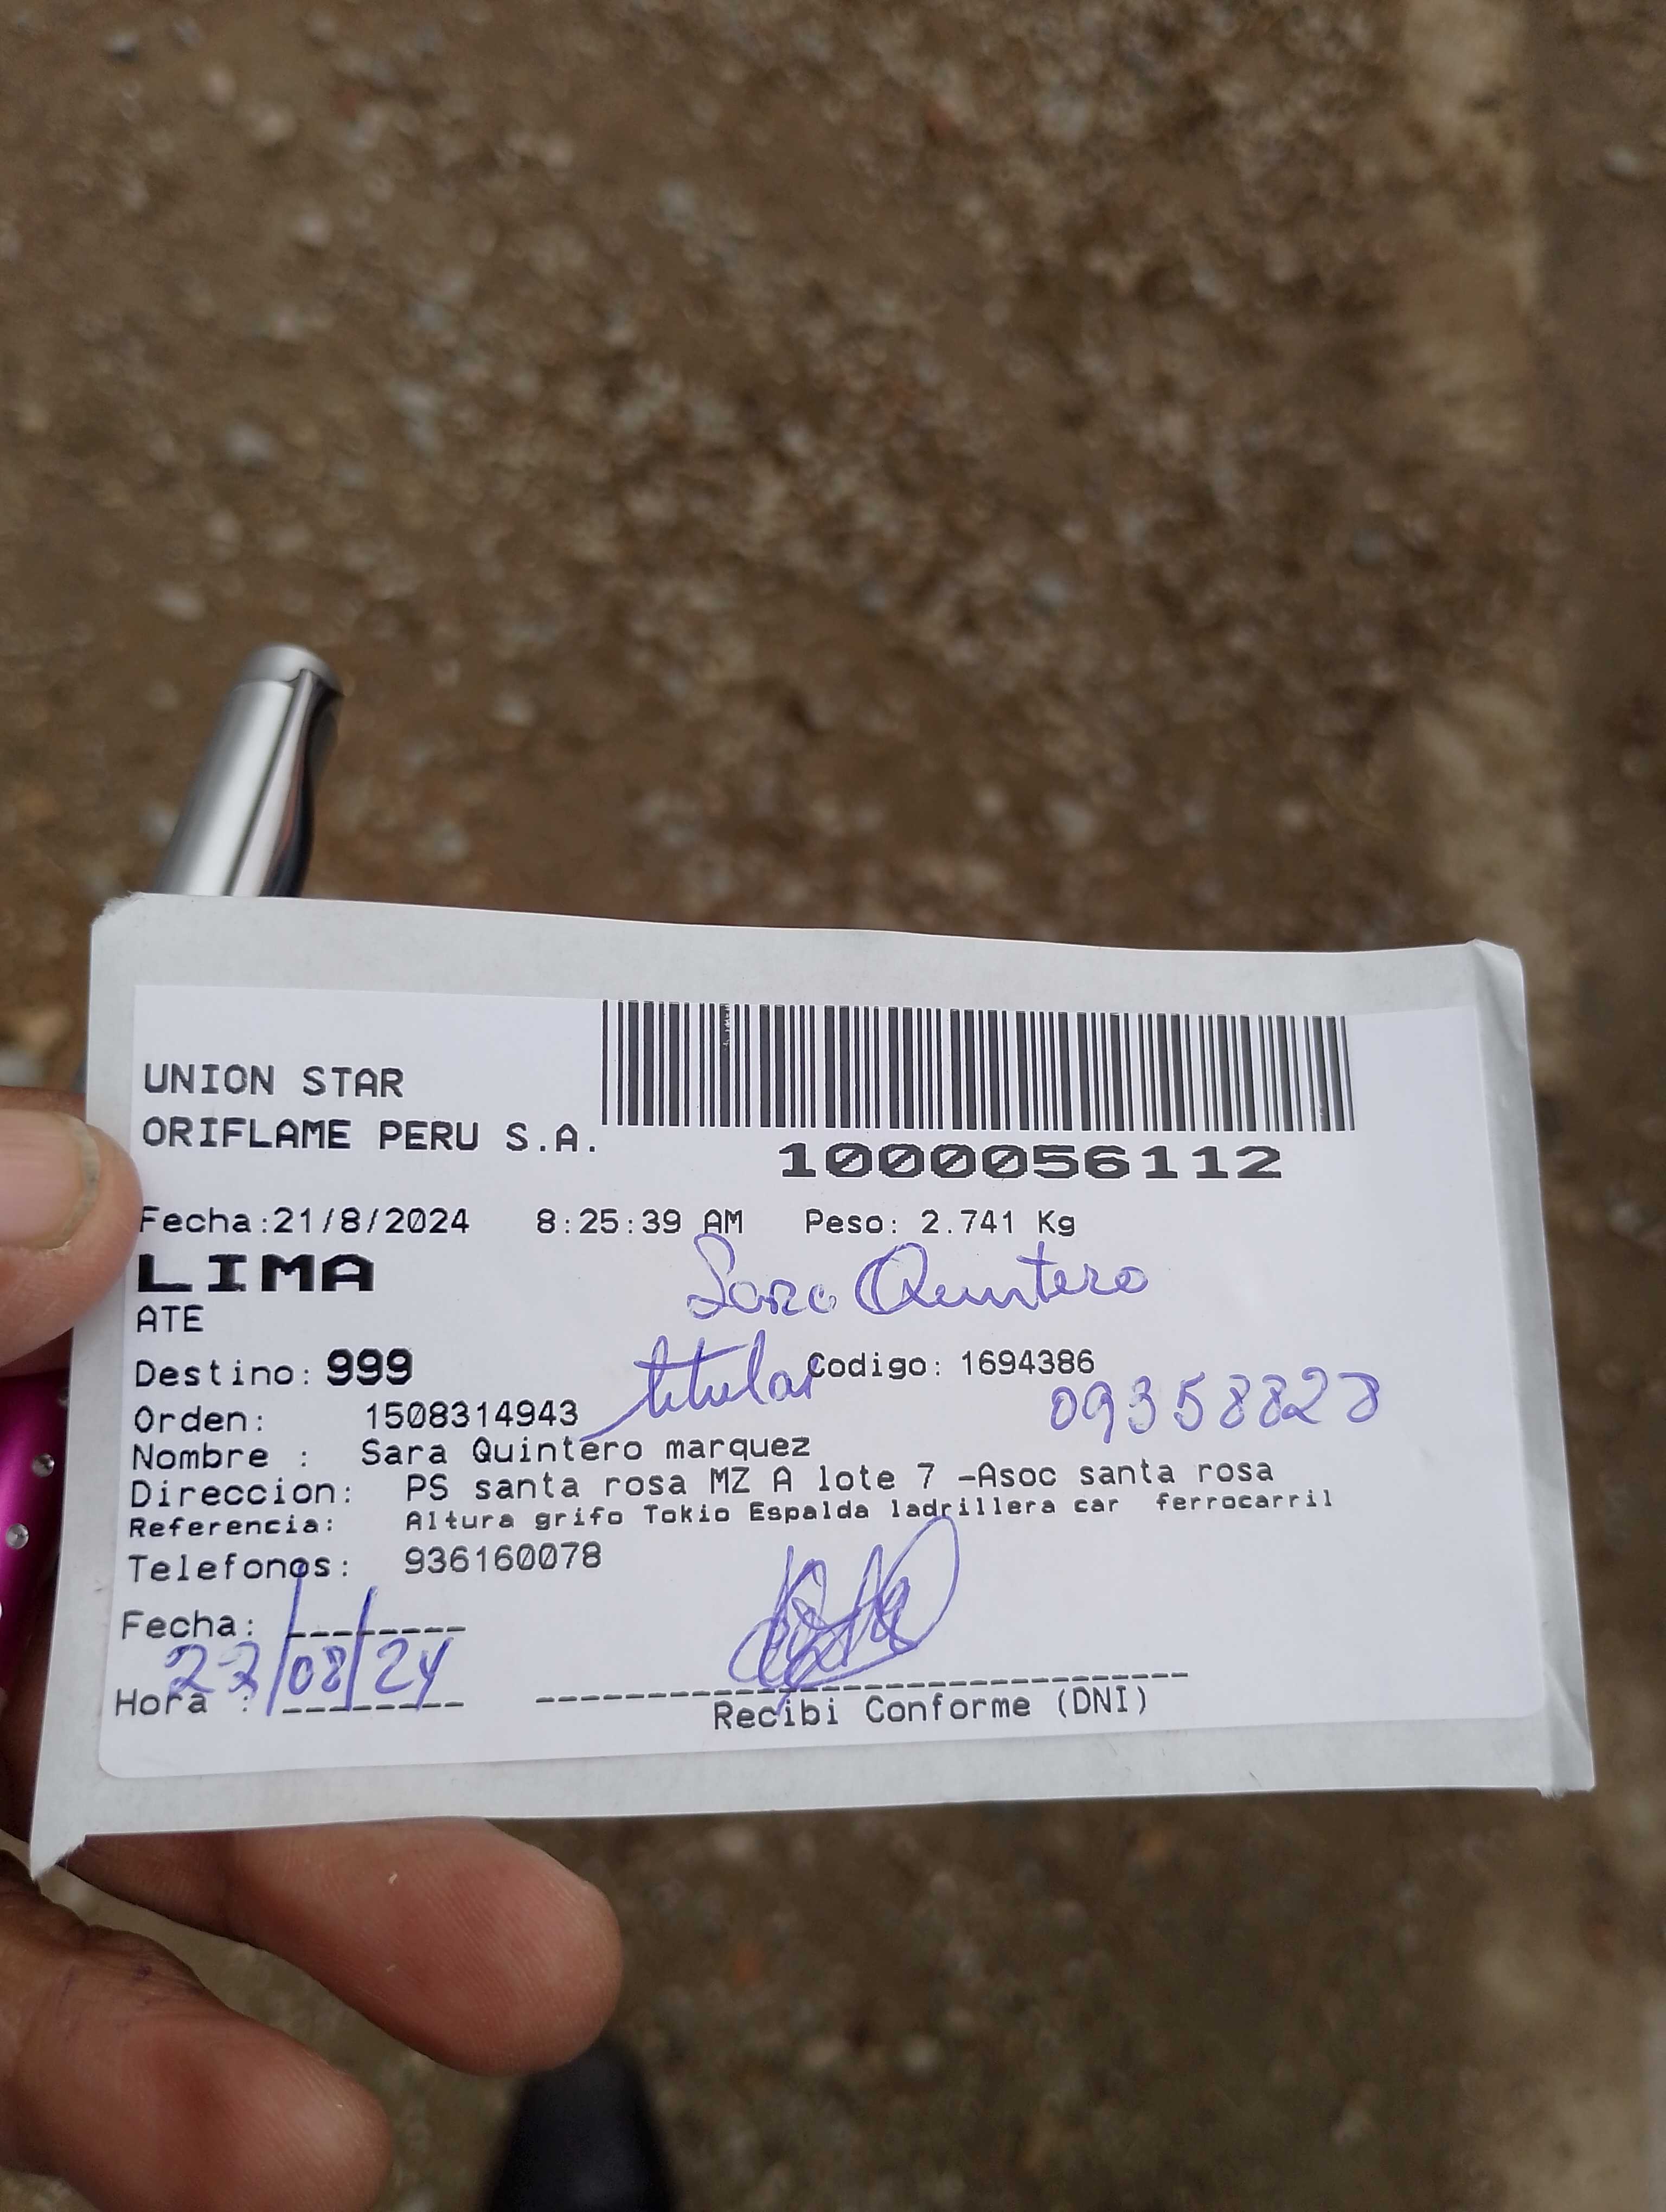 UNION STAR
ORIFLAME PERU S.A.
1000056112
Fecha:21/8/2024 8:25:39 AM Peso: 2.741 Kg
LIMA
Sara Quintero
ATE
titular
Destino: 999 Codigo: 1694386
Orden: 1508314943
09358828
Nombre : Sara Quintero marquez
Direccion: PS santa rosa MZ A lote 7 -Asoc santa rosa
Referencia: Altura grifo Tokio Espalda ladrillera car ferrocarril
Telefonos: 936160078
Fecha: --------
22/08/24
Hora : --------
Recibi Conforme (DNI)